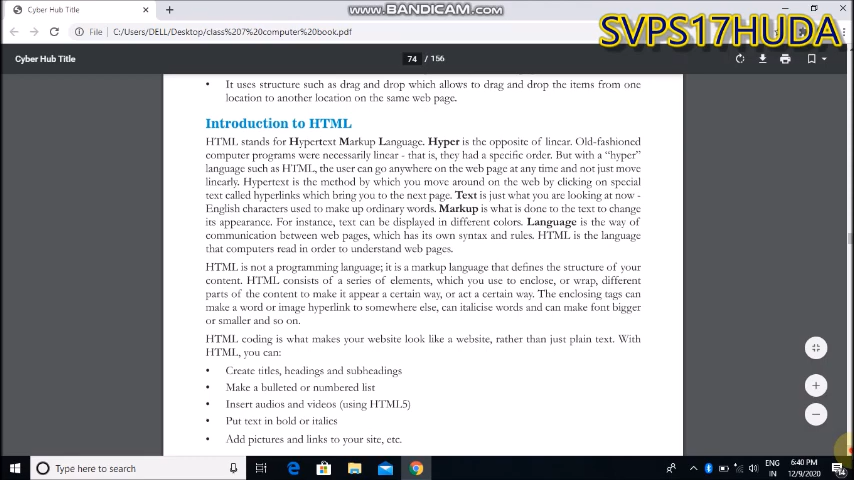 Cyber Hub Title
www.BANDICAM.com
SVPS17HUDA
File C:/Users/DELL/Desktop/class%207%20computer%20book.pdf
Cyber Hub Title
74 / 156
• It uses structure such as drag and drop which allows to drag and drop the items from one
location to another location on the same web page.
Introduction to HTML
HTML stands for Hypertext Markup Language. Hyper is the opposite of linear. Old-fashioned
computer programs were necessarily linear - that is, they had a specific order. But with a “hyper”
language such as HTML, the user can go anywhere on the web page at any time and not just move
linearly. Hypertext is the method by which you move around on the web by clicking on special
text called hyperlinks which bring you to the next page. Text is just what you are looking at now -
English characters used to make up ordinary words. Markup is what is done to the text to change
its appearance. For instance, text can be displayed in different colors. Language is the way of
communication between web pages, which has its own syntax and rules. HTML is the language
that computers read in order to understand web pages.
HTML is not a programming language; it is a markup language that defines the structure of your
content. HTML consists of a series of elements, which you use to enclose, or wrap, different
parts of the content to make it appear a certain way, or act a certain way. The enclosing tags can
make a word or image hyperlink to somewhere else, can italicise words and can make font bigger
or smaller and so on.
HTML coding is what makes your website look like a website, rather than just plain text. With
HTML, you can:
• Create titles, headings and subheadings
• Make a bulleted or numbered list
• Insert audios and videos (using HTML5)
• Put text in bold or italics
• Add pictures and links to your site, etc.
Type here to search
ENG
IN
6:40 PM
12/9/2020
14